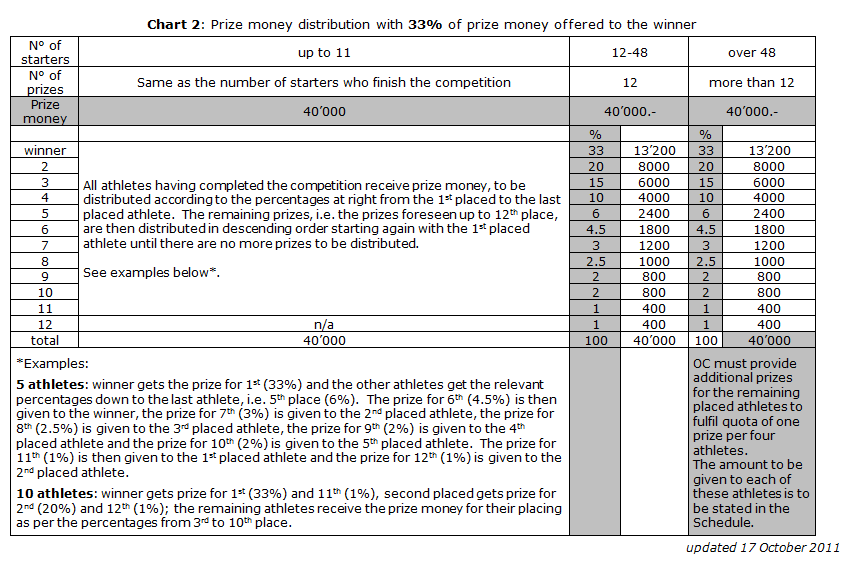 Chart 2: Prize money distribution with 33% of prize money offered to the winner
N° of starters up to 11 12-48 over 48
N° of prizes Same as the number of starters who finish the competition 12 more than 12
Prize money 40’000 40’000.- 40’000.-
% %
winner 33 13’200 33 13’200
2 20 8000 20 8000
3 15 6000 15 6000
4 10 4000 10 4000
5 6 2400 6 2400
6 4.5 1800 4.5 1800
7 3 1200 3 1200
8 2.5 1000 2.5 1000
9 2 800 2 800
10 2 800 2 800
11 1 400 1 400
12 n/a 1 400 1 400
All athletes having completed the competition receive prize money, to be
distributed according to the percentages at right from the 1st placed to the last
placed athlete. The remaining prizes, i.e. the prizes foreseen up to 12th place,
are then distributed in descending order starting again with the 1st placed
athlete until there are no more prizes to be distributed.
See examples below*.
total 40’000 100 40’000 100 40’000
*Examples:
5 athletes: winner gets the prize for 1st (33%) and the other athletes get the relevant
percentages down to the last athlete, i.e. 5th place (6%). The prize for 6th (4.5%) is then
given to the winner, the prize for 7th (3%) is given to the 2nd placed athlete, the prize for
8th (2.5%) is given to the 3rd placed athlete, the prize for 9th (2%) is given to the 4th
placed athlete and the prize for 10th (2%) is given to the 5th placed athlete. The prize for
11th (1%) is then given to the 1st placed athlete and the prize for 12th (1%) is given to the
2nd placed athlete.
10 athletes: winner gets prize for 1st (33%) and 11th (1%), second placed gets prize for
2nd (20%) and 12th (1%); the remaining athletes receive the prize money for their placing
as per the percentages from 3rd to 10th place.
OC must provide
additional prizes
for the remaining
placed athletes to
fulfil quota of one
prize per four
athletes.
The amount to be
given to each of
these athletes is to
be stated in the
Schedule.
updated 17 October 2011